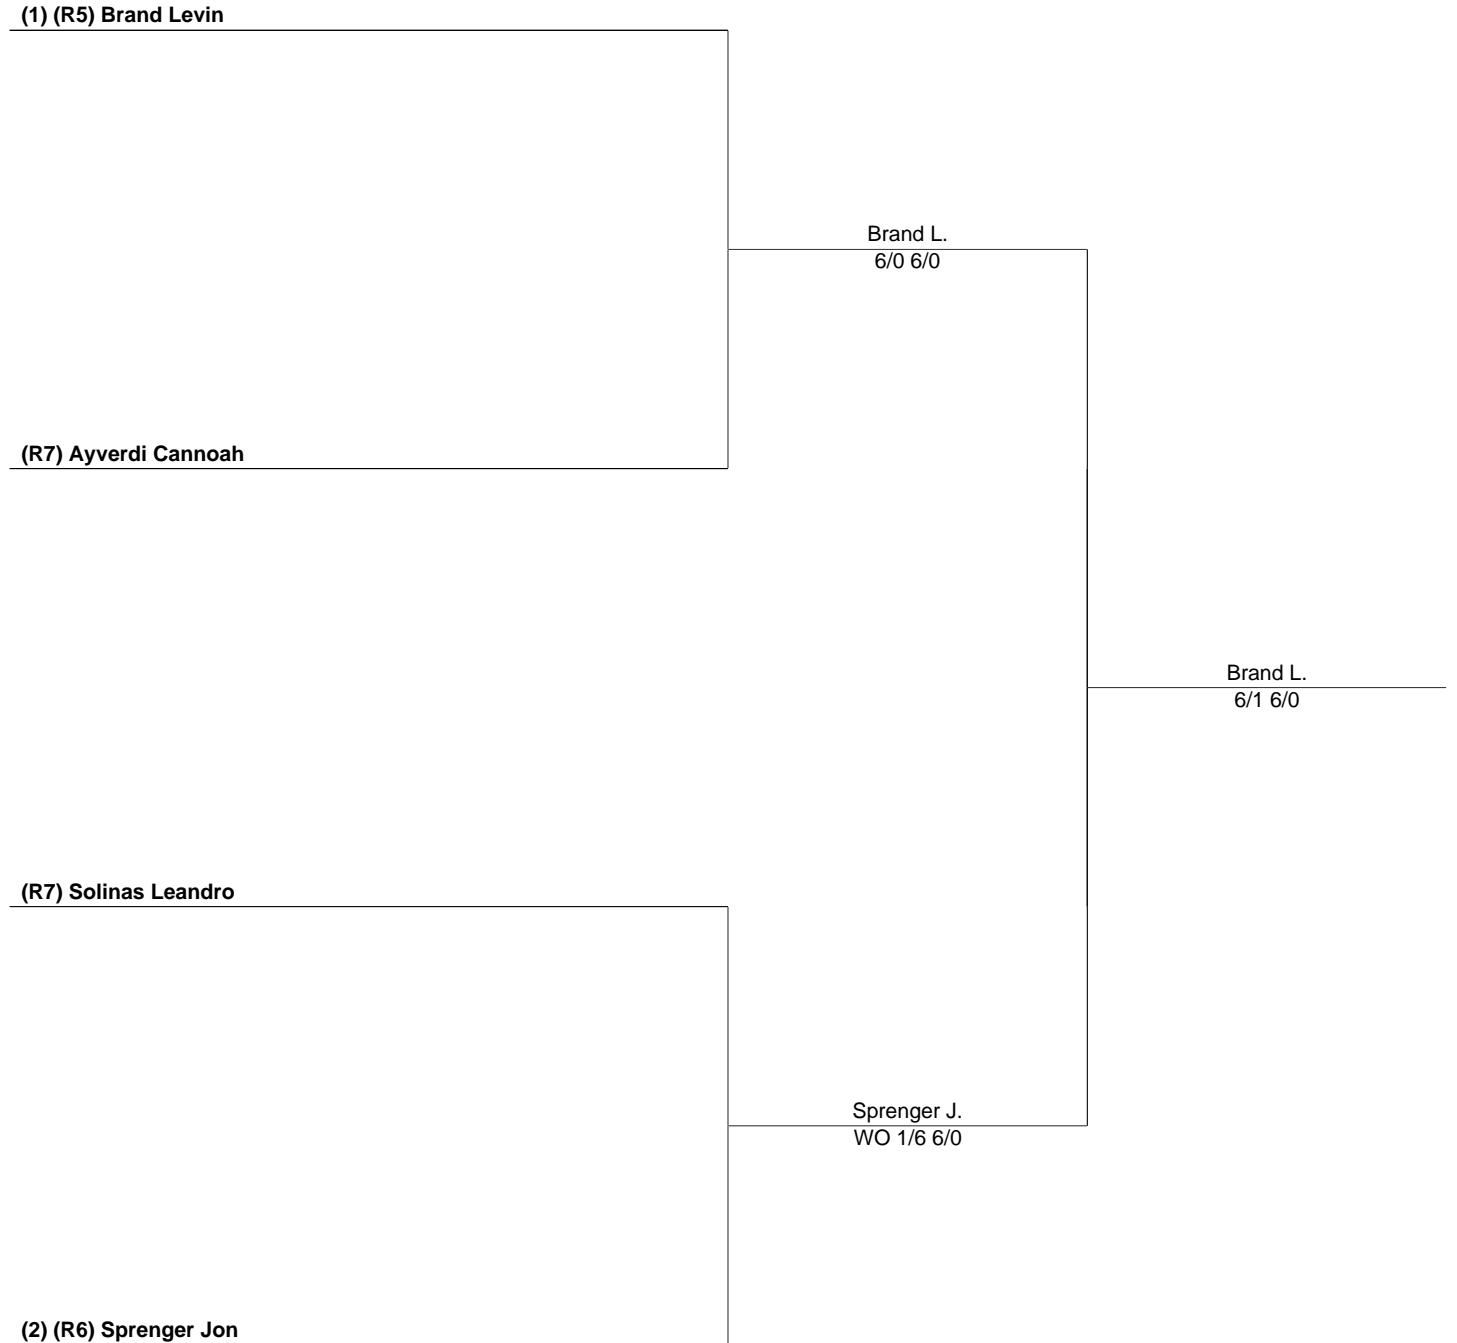 (1) (R5) Brand Levin
Brand L.
6/0 6/0
(R7) Ayverdi Cannoah
Brand L.
6/1 6/0
(R7) Solinas Leandro
Sprenger J.
WO 1/6 6/0
(2) (R6) Sprenger Jon